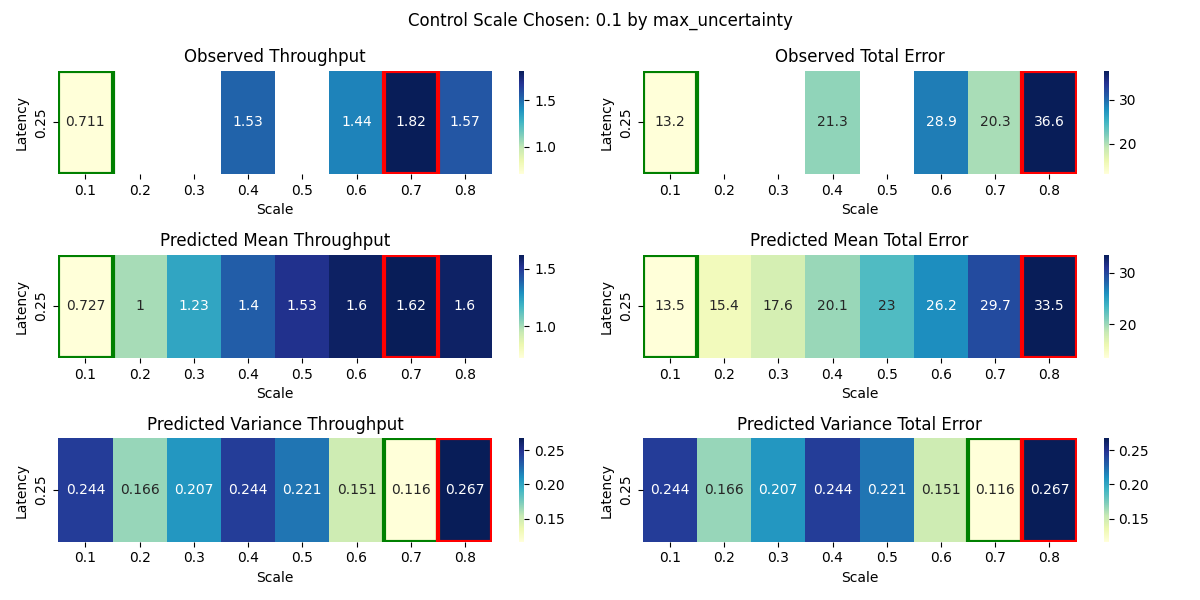 Control Scale Chosen: 0.1 by max_uncertainty
Observed Throughput
Latency
0.25
0.711
1.53
1.44
1.82
1.57
0.1 0.2 0.3 0.4 0.5 0.6 0.7 0.8
Scale
1.5
1.0
Observed Total Error
Latency
0.25
13.2
21.3
28.9
20.3
36.6
0.1 0.2 0.3 0.4 0.5 0.6 0.7 0.8
Scale
30
20
Predicted Mean Throughput
Latency
0.25
0.727 1 1.23 1.4 1.53 1.6 1.62 1.6
0.1 0.2 0.3 0.4 0.5 0.6 0.7 0.8
Scale
1.5
1.0
Predicted Mean Total Error
Latency
0.25
13.5 15.4 17.6 20.1 23 26.2 29.7 33.5
0.1 0.2 0.3 0.4 0.5 0.6 0.7 0.8
Scale
30
20
Predicted Variance Throughput
Latency
0.25
0.244 0.166 0.207 0.244 0.221 0.151 0.116 0.267
0.1 0.2 0.3 0.4 0.5 0.6 0.7 0.8
Scale
0.25
0.20
0.15
Predicted Variance Total Error
Latency
0.25
0.244 0.166 0.207 0.244 0.221 0.151 0.116 0.267
0.1 0.2 0.3 0.4 0.5 0.6 0.7 0.8
Scale
0.25
0.20
0.15